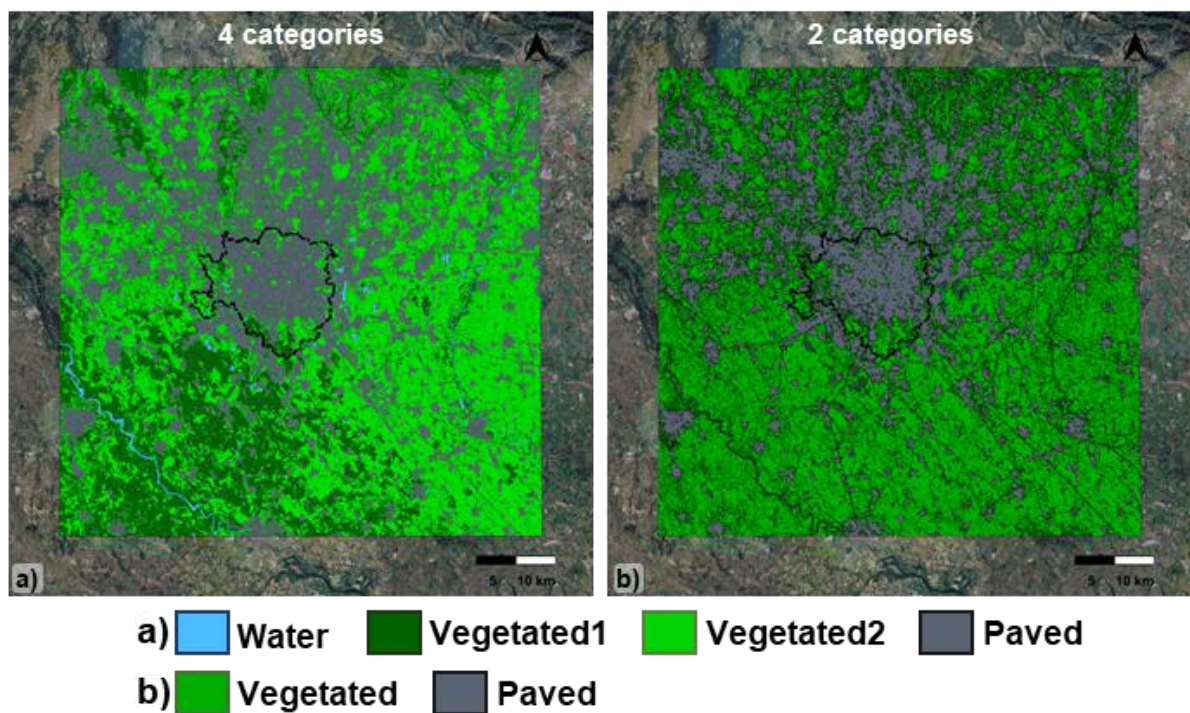 4 categories
2 categories
5 10 km
5 10 km
a)
b)
a) Water Vegetated1 Vegetated2 Paved
b) Vegetated Paved